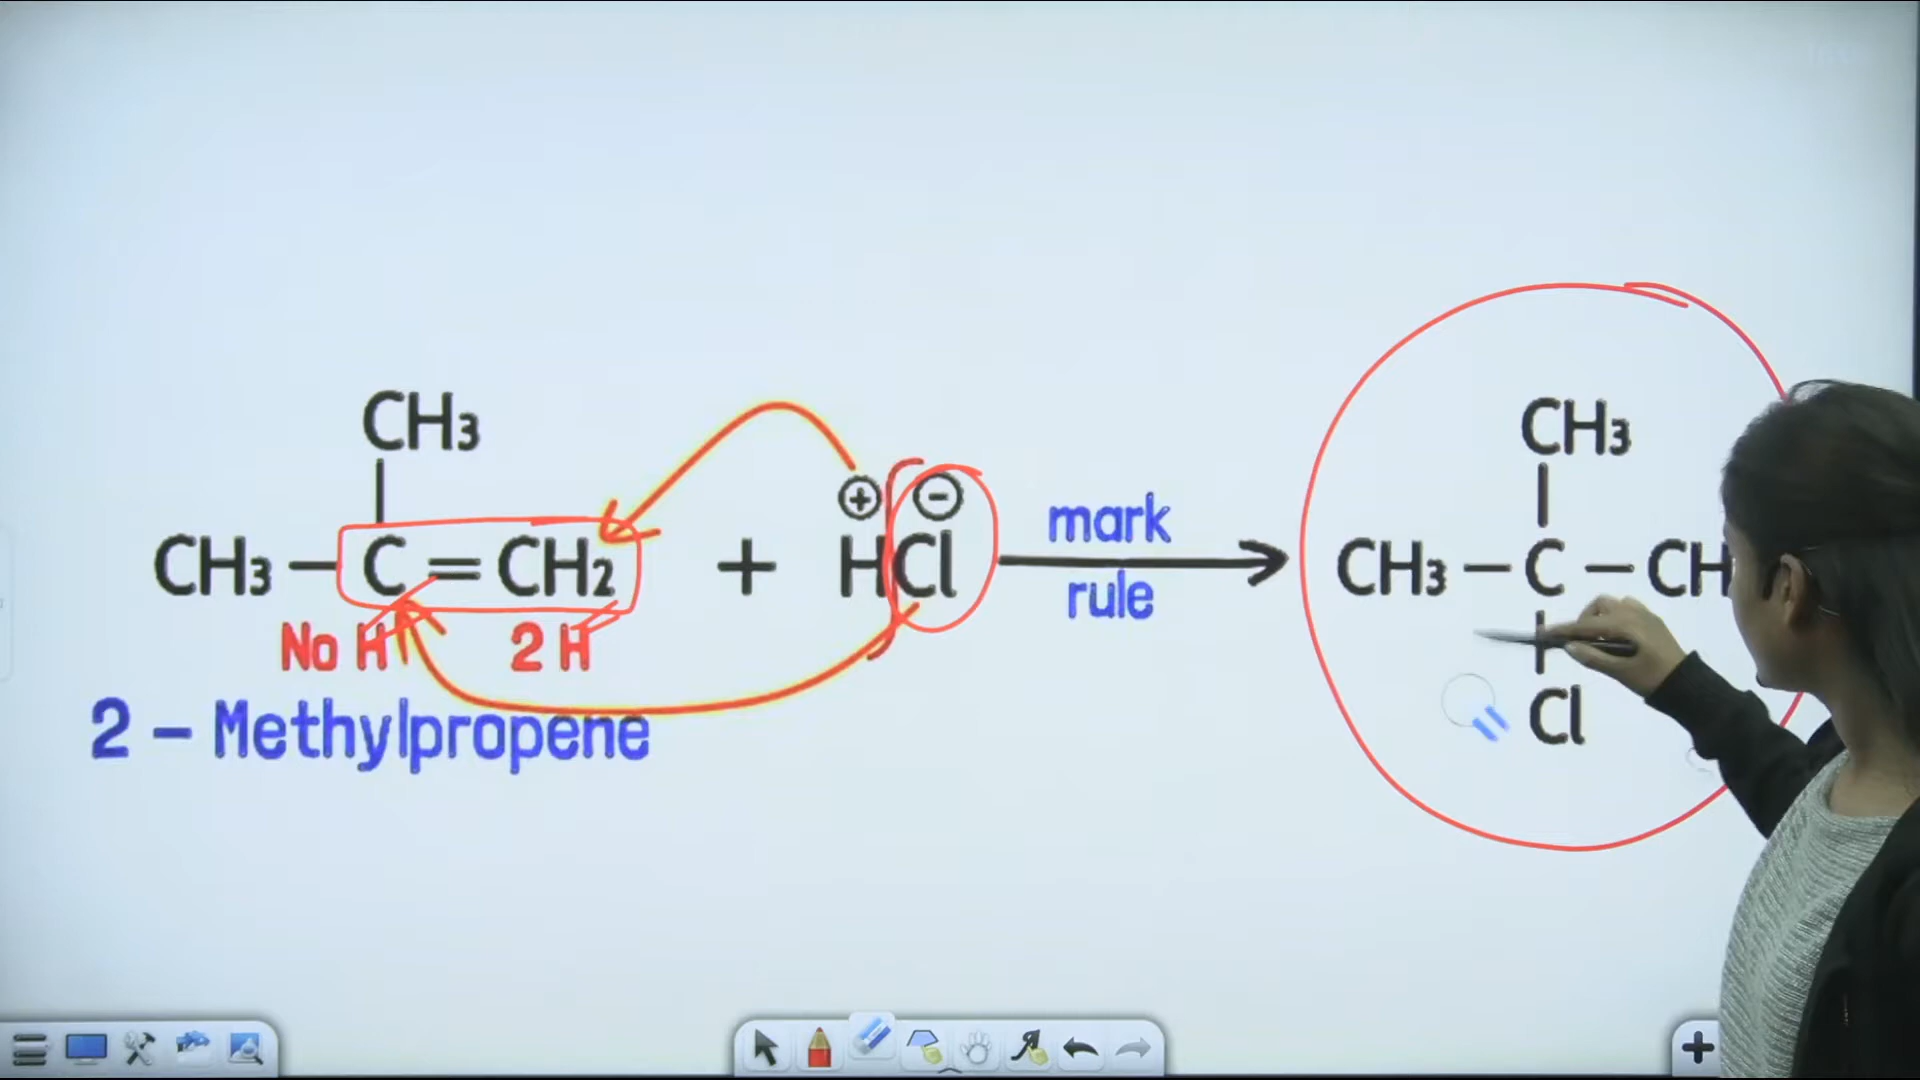 CH3
CH3 – C = CH2 + HCl
⊕ ⊖
No H 2 H
2 – Methylpropene
mark
rule
CH3
CH3 – C – CH
Cl